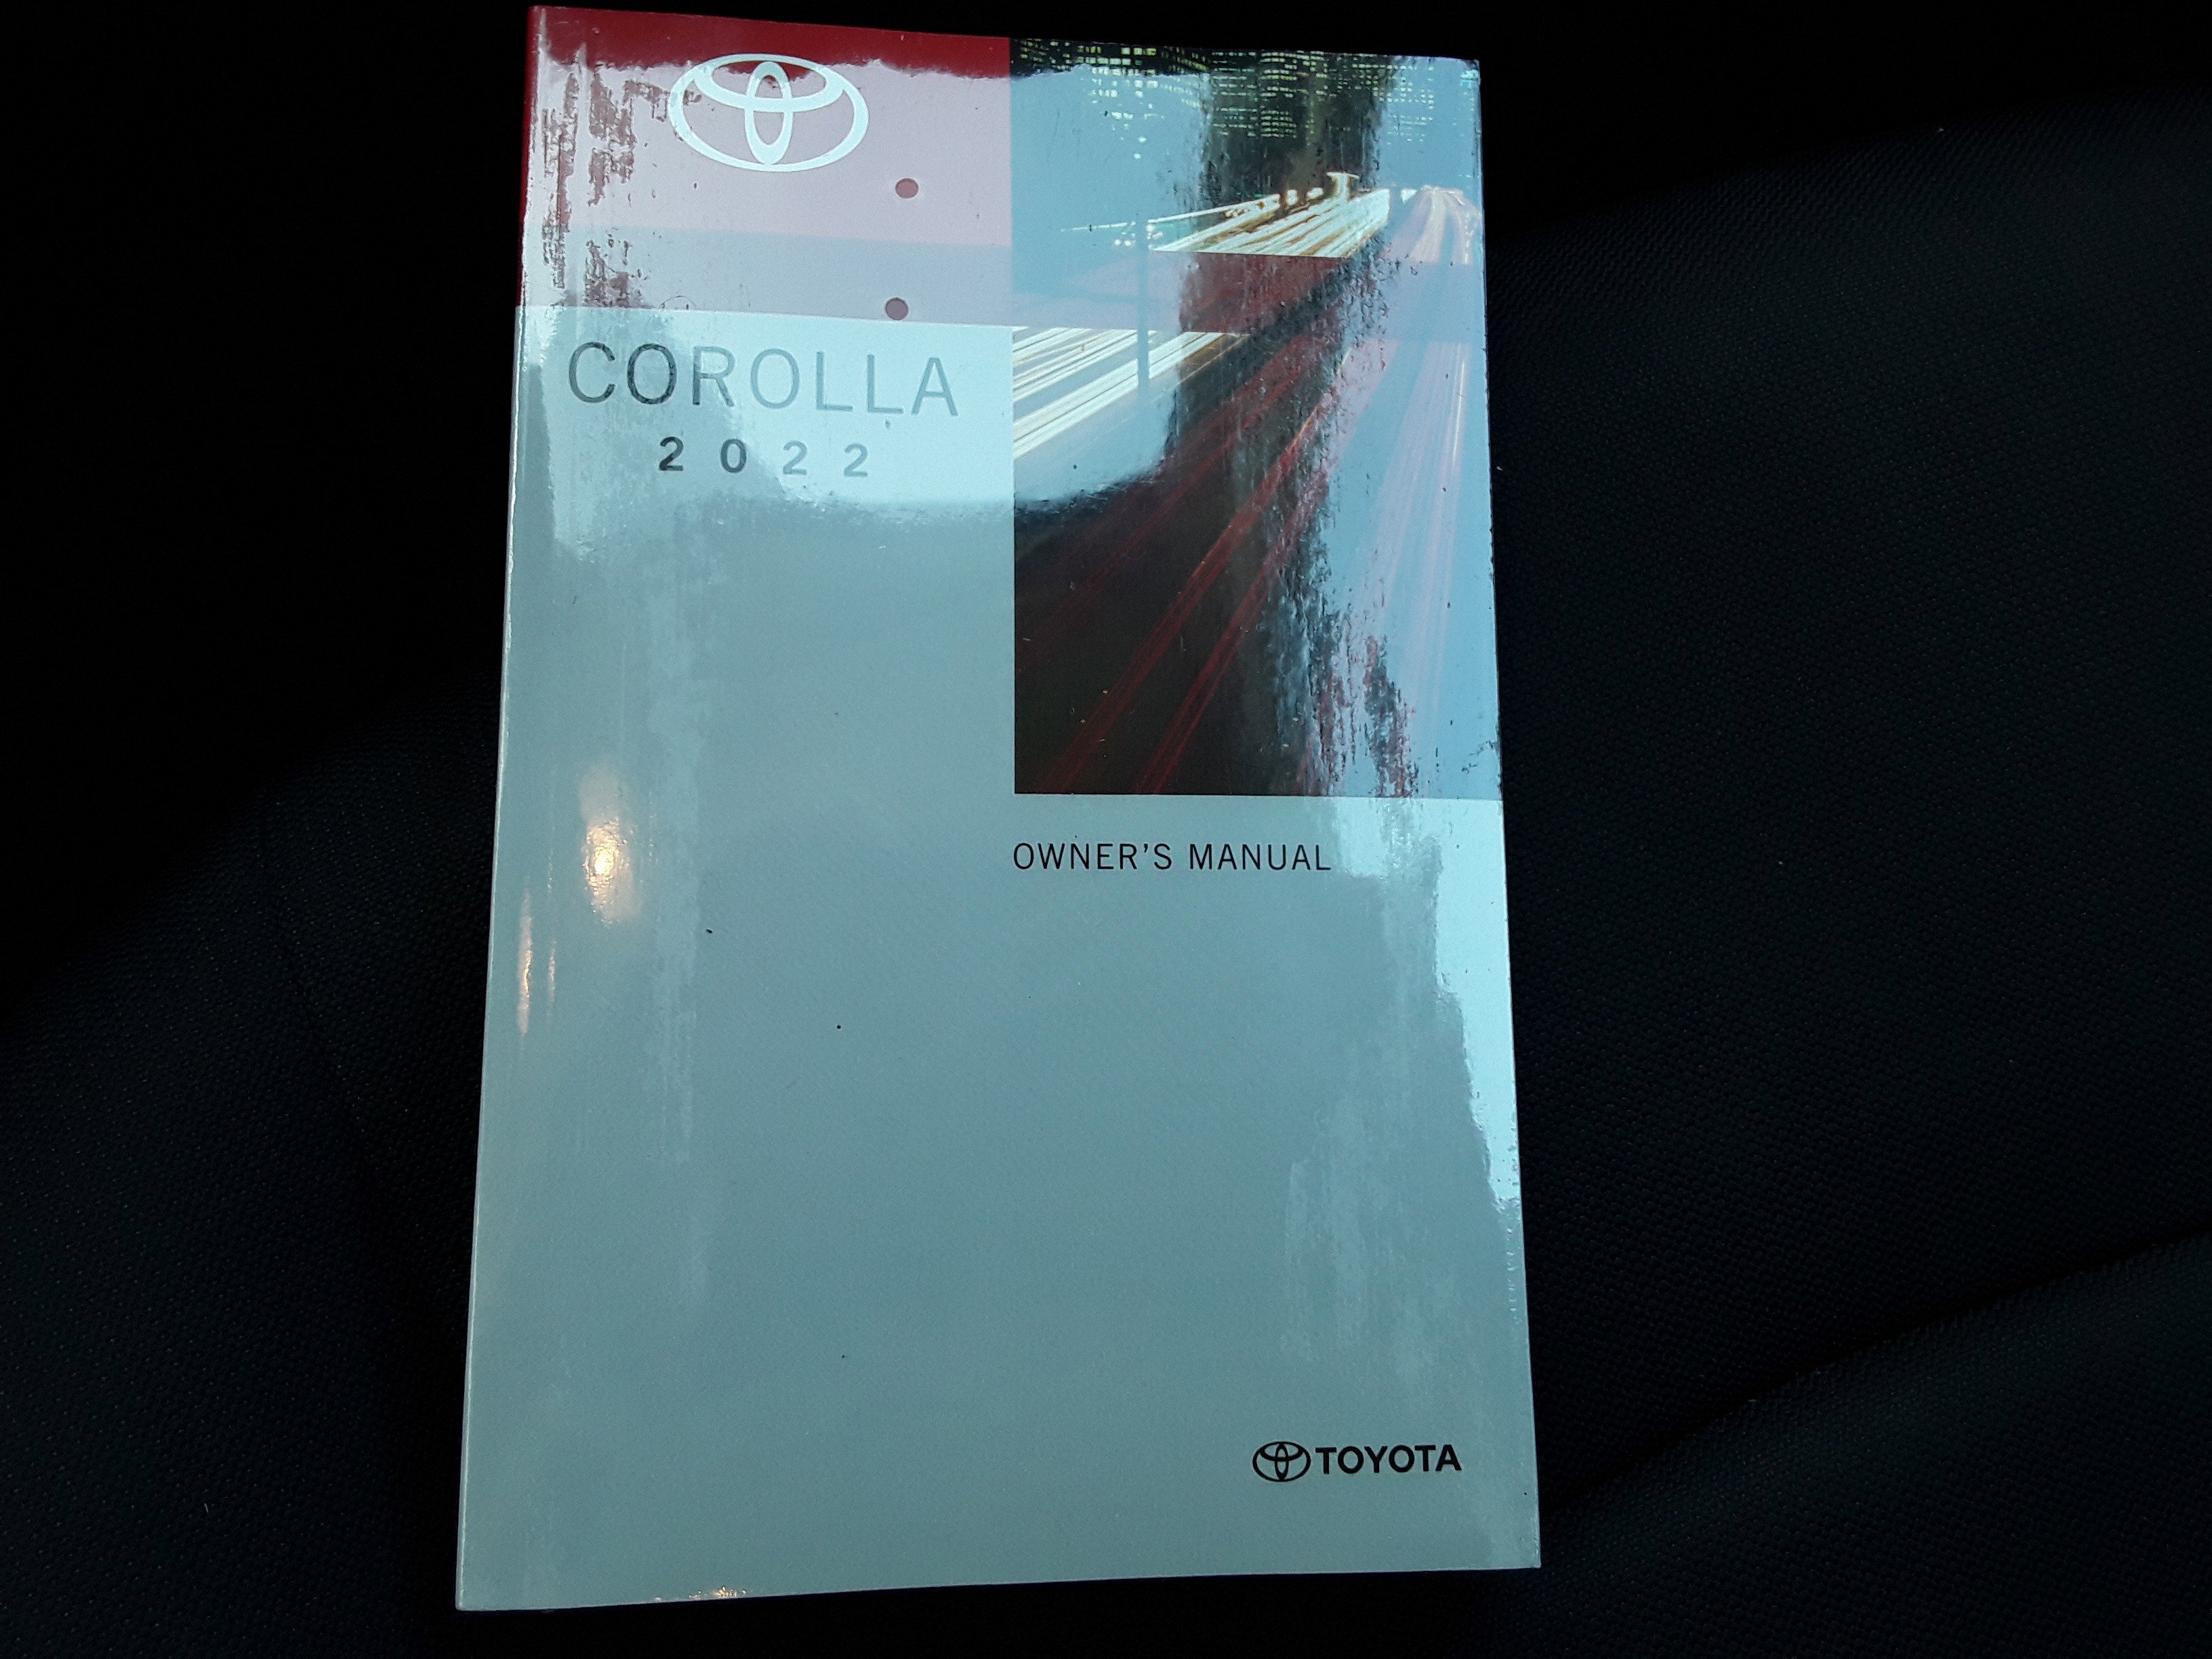 COROLLA
2022
OWNER'S MANUAL
TOYOTA